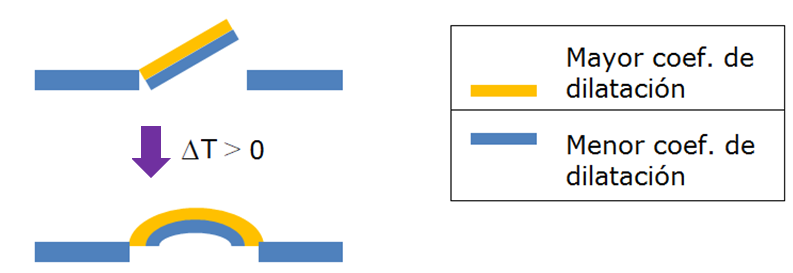 Mayor coef. de
dilatación
ΔT > 0
Menor coef. de
dilatación